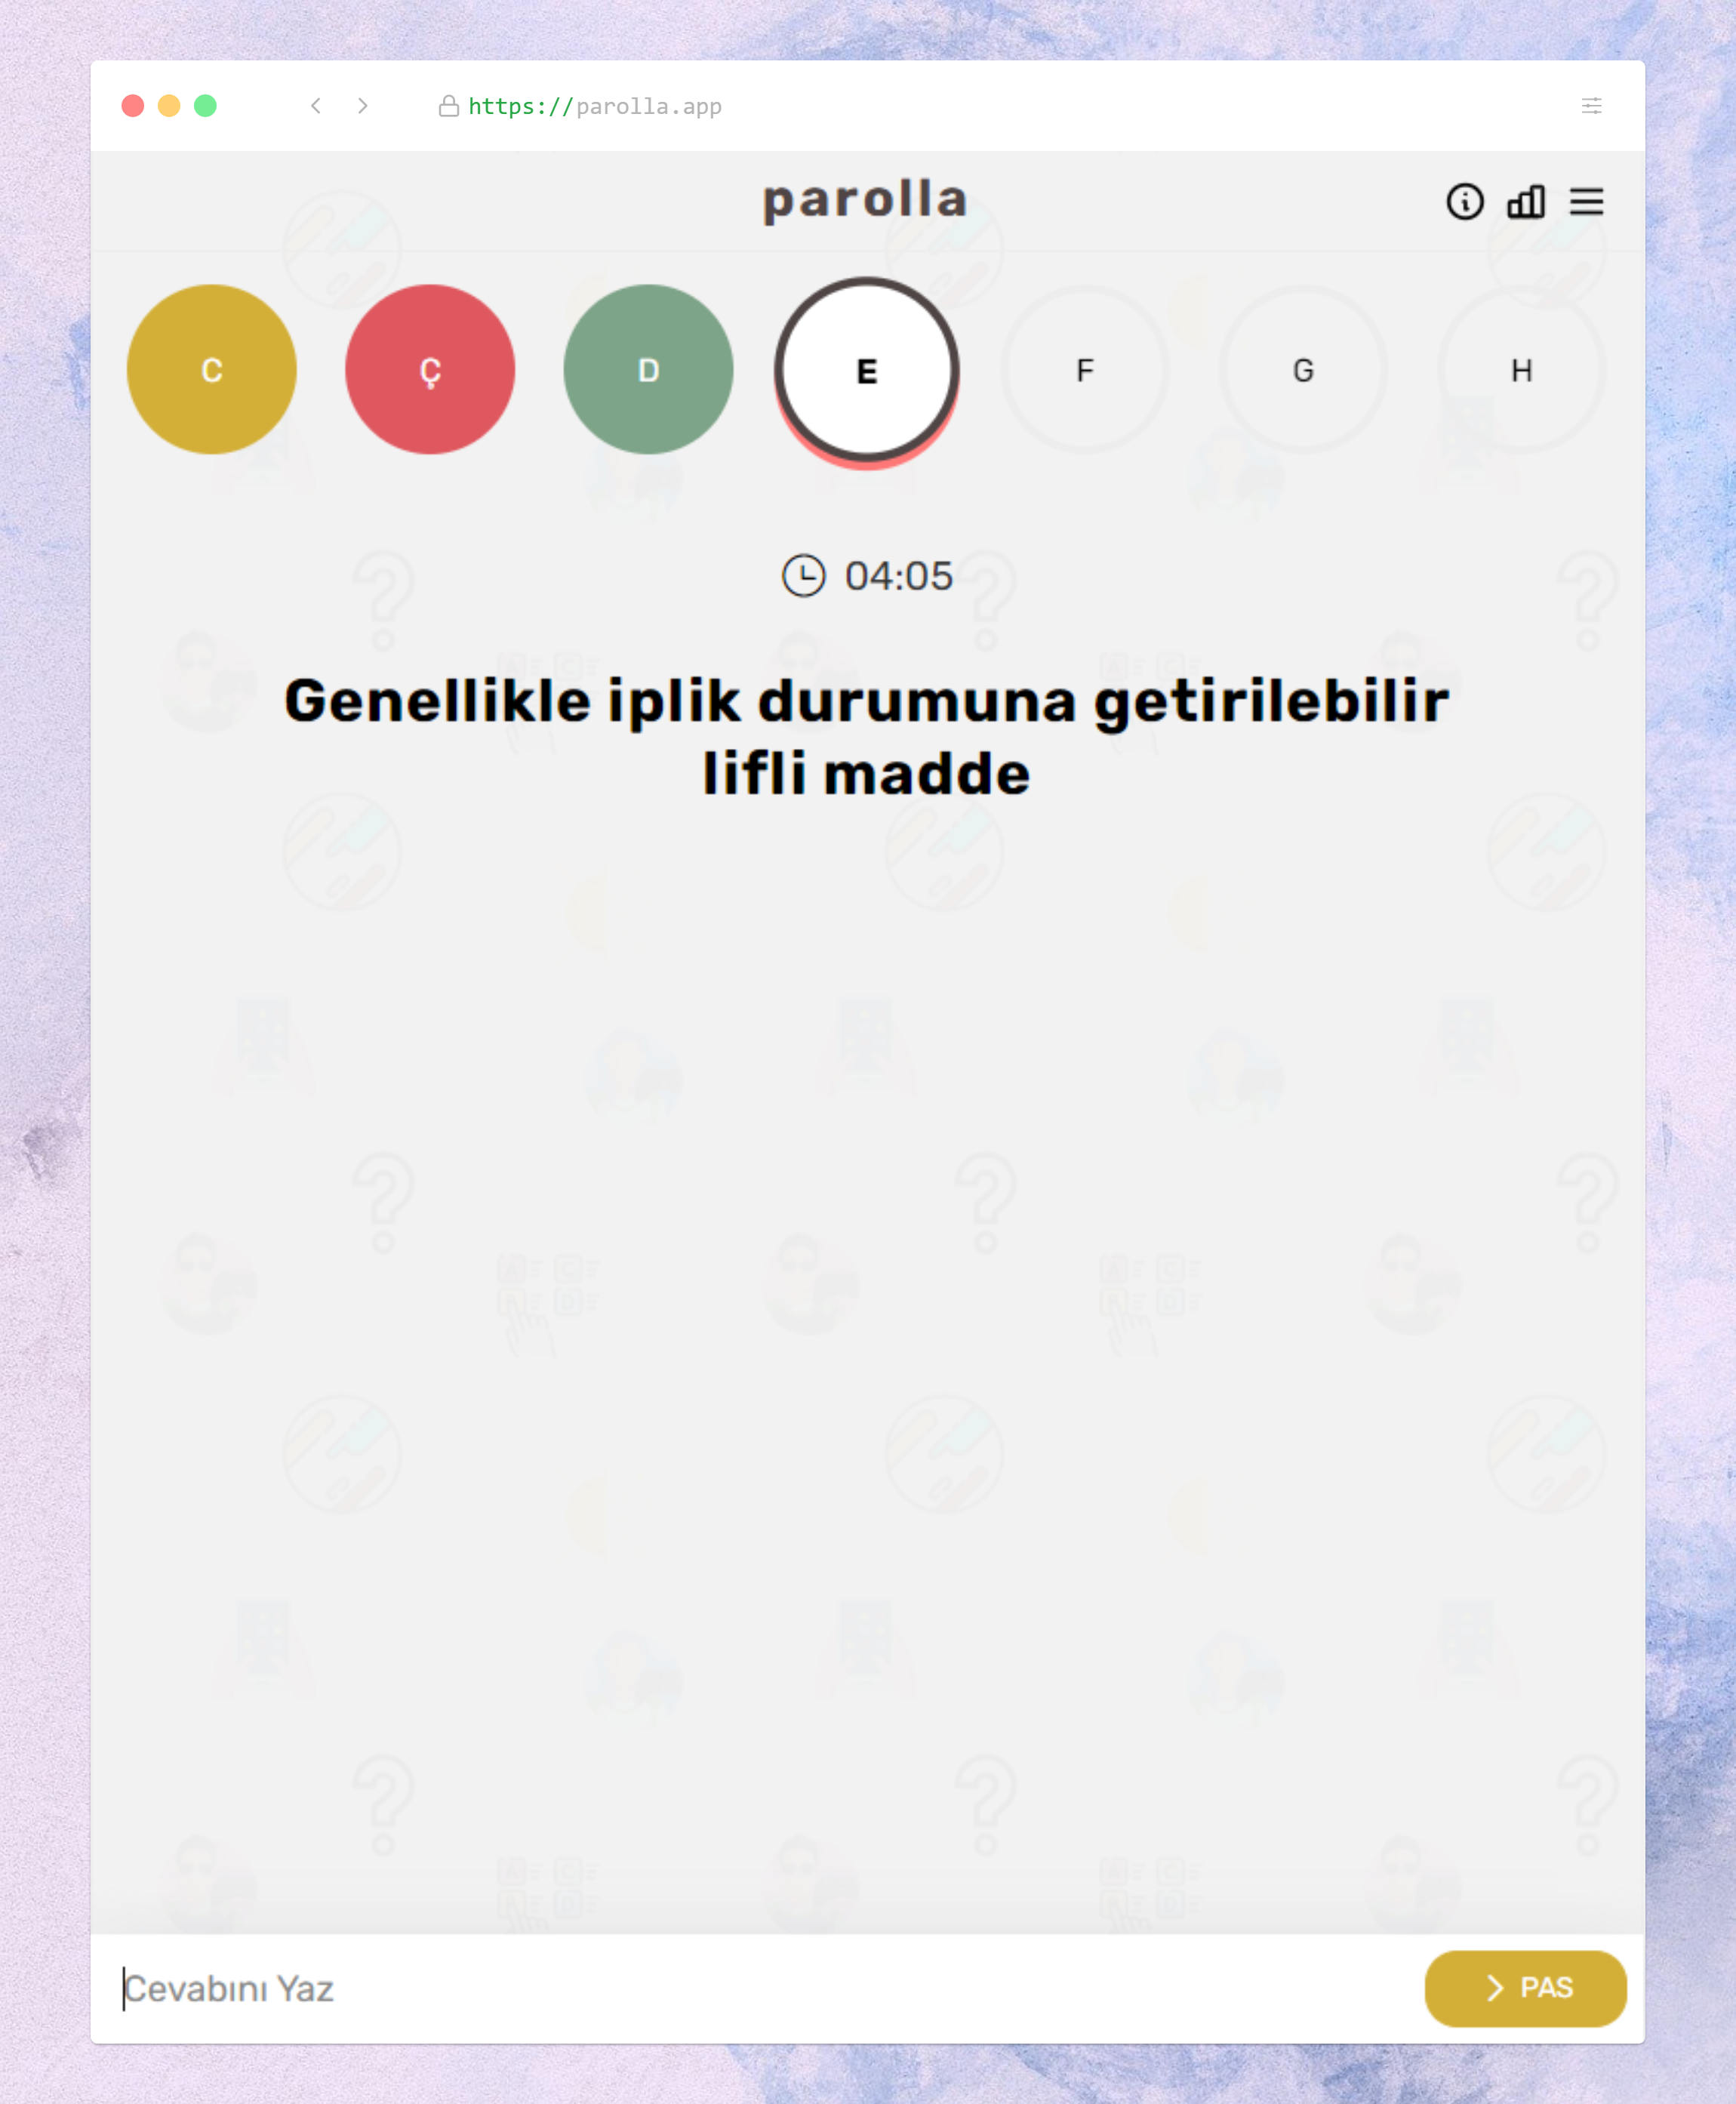 https://parolla.app
parolla
C Ç D E F G H
04:05
Genellikle iplik durumuna getirilebilir
lifli madde
Cevabını Yaz
PAS